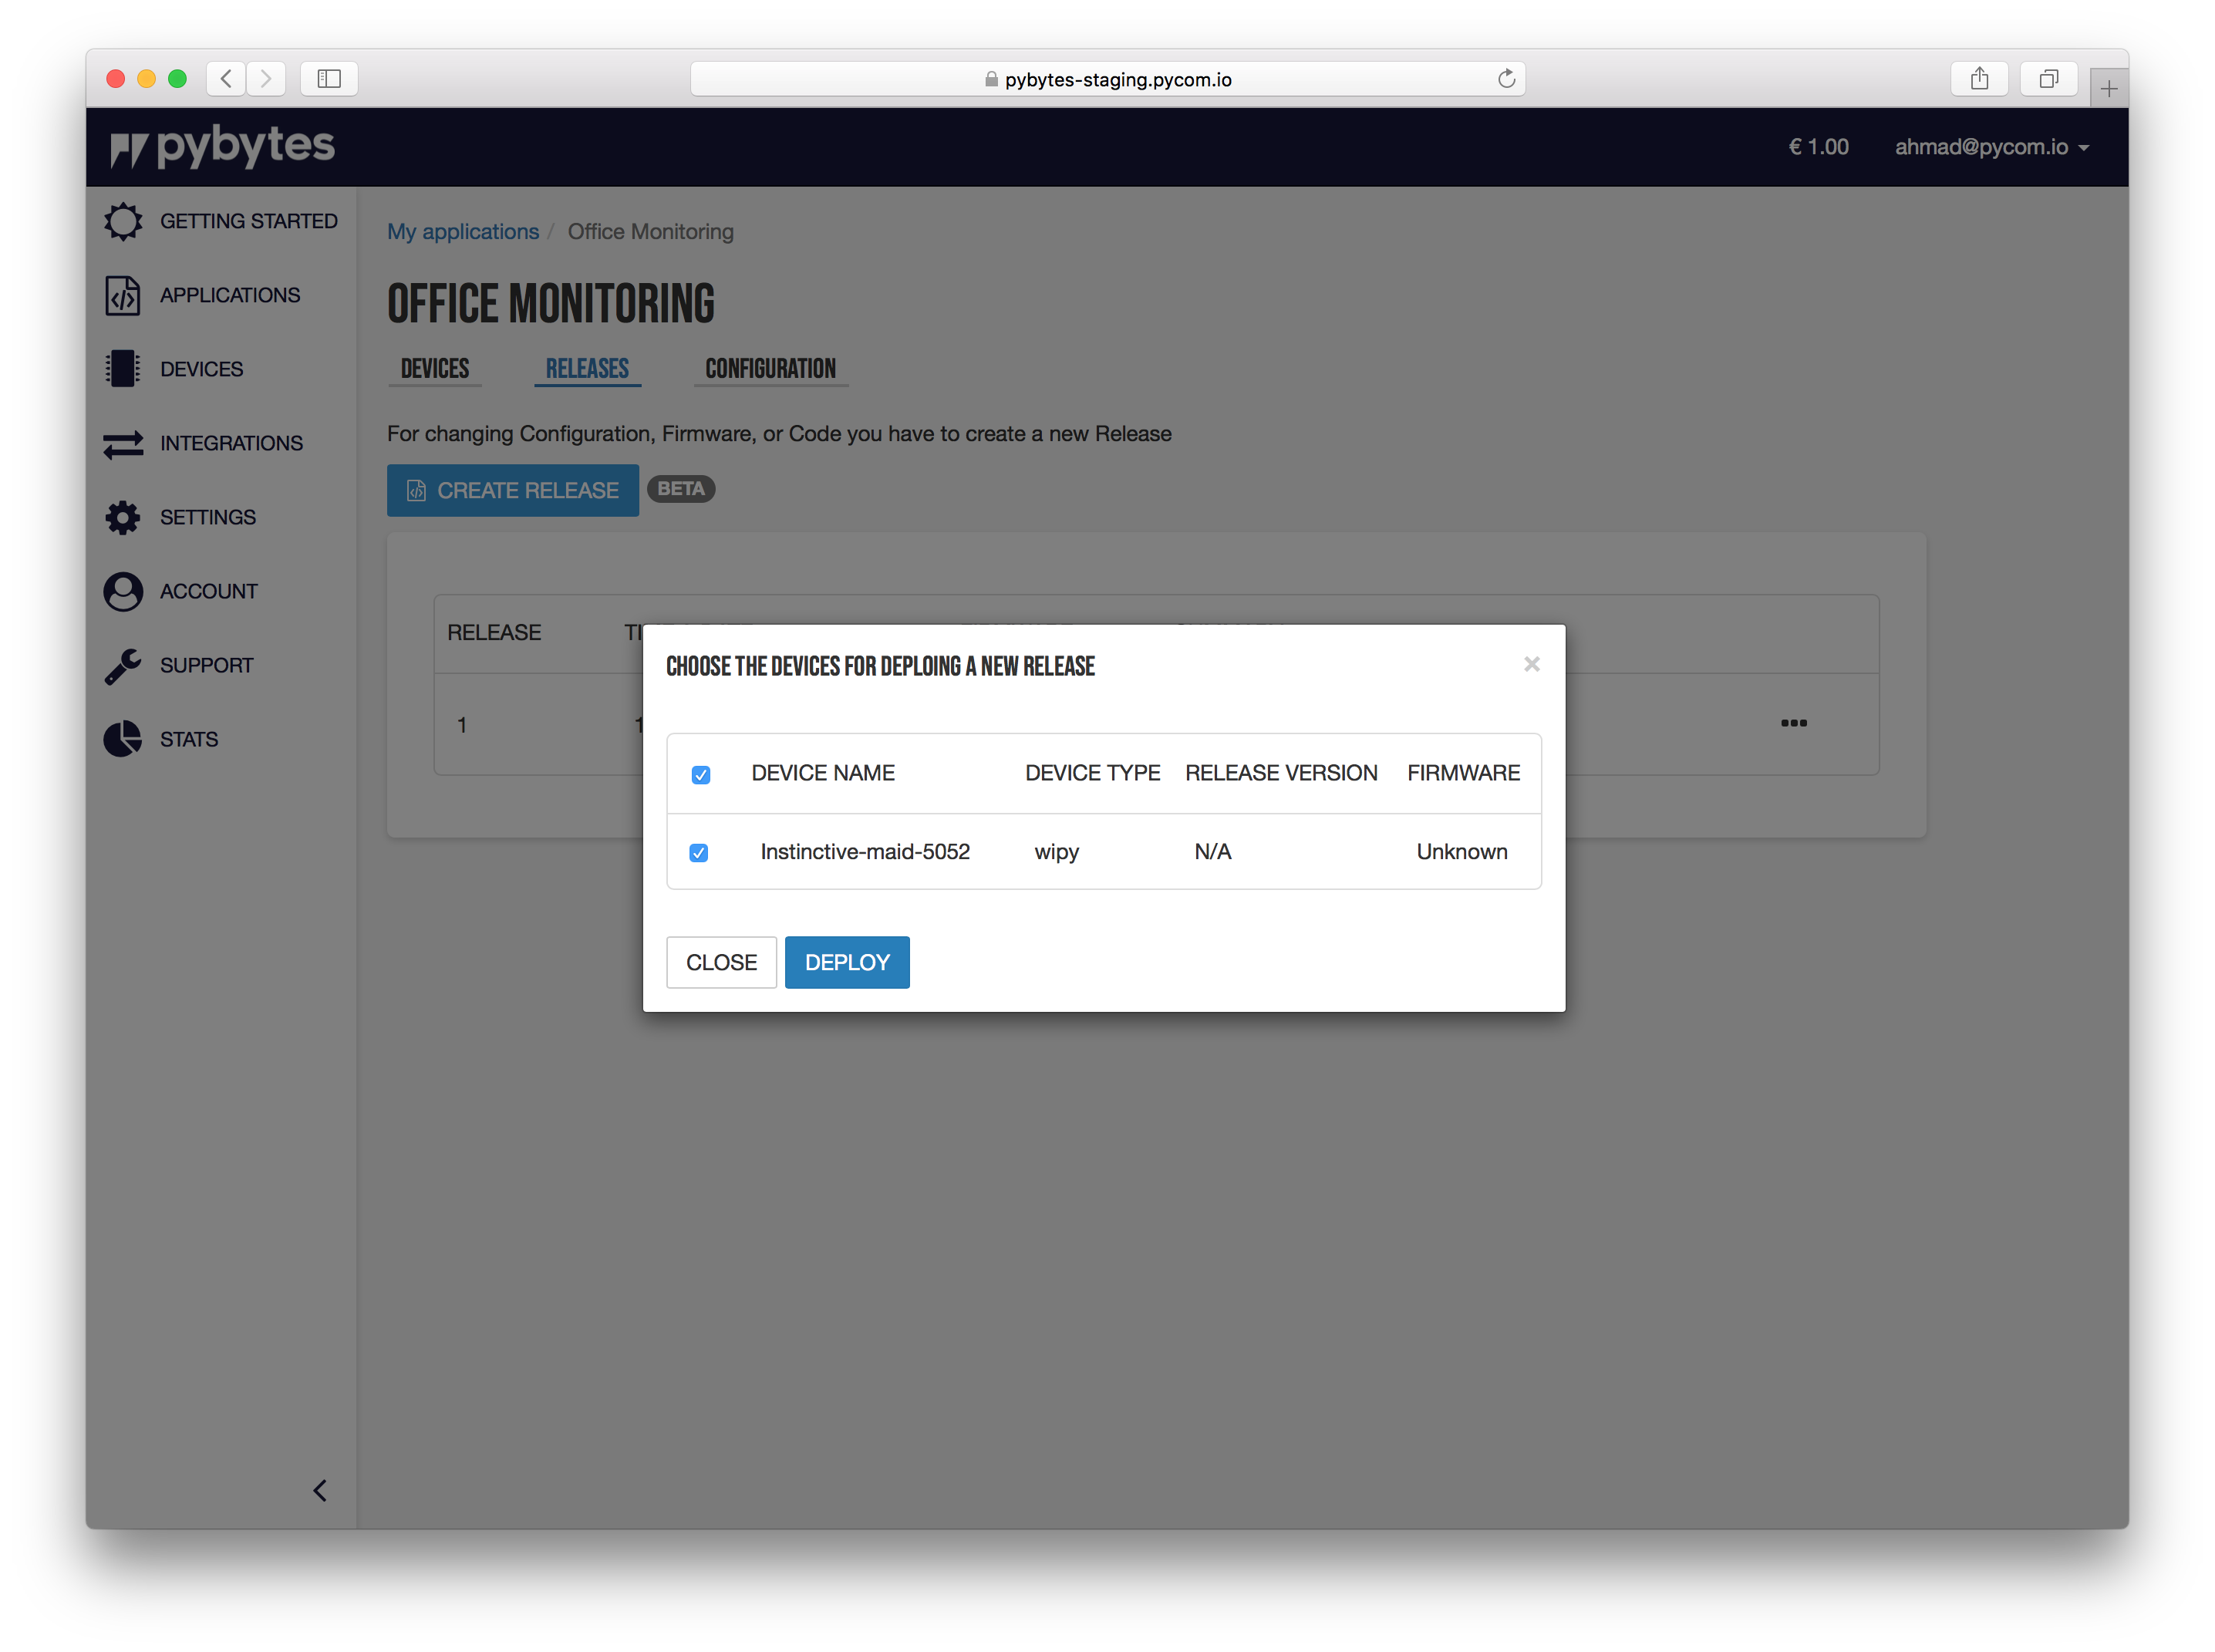 pybytes-staging.pycom.io
pybytes
€ 1.00 ahmad@pycom.io
GETTING STARTED
APPLICATIONS
DEVICES
INTEGRATIONS
SETTINGS
ACCOUNT
SUPPORT
STATS
My applications / Office Monitoring
OFFICE MONITORING
DEVICES RELEASES CONFIGURATION
For changing Configuration, Firmware, or Code you have to create a new Release
CREATE RELEASE BETA
RELEASE
1
CHOOSE THE DEVICES FOR DEPLOING A NEW RELEASE
DEVICE NAME DEVICE TYPE RELEASE VERSION FIRMWARE
Instinctive-maid-5052 wipy N/A Unknown
CLOSE DEPLOY